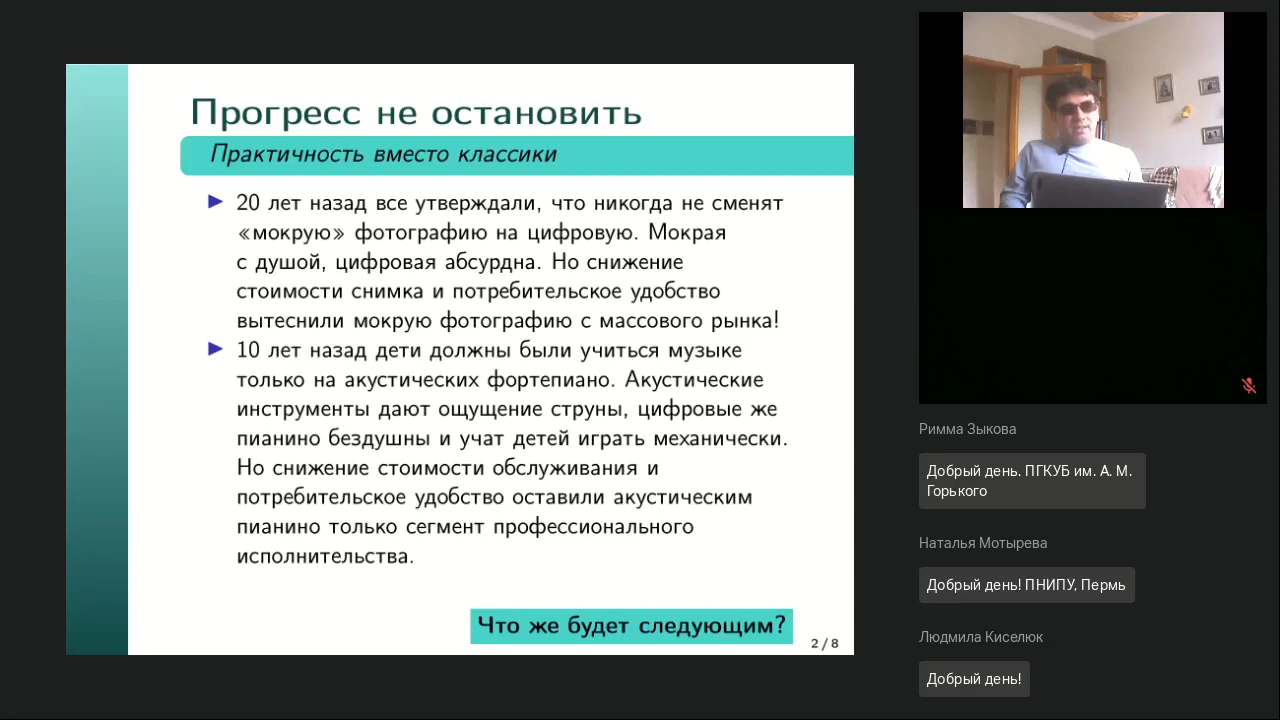 Прогресс не остановить
Практичность вместо классики
20 лет назад все утверждали, что никогда не сменят
«мокрую» фотографию на цифровую. Мокрая
с душой, цифровая абсурдна. Но снижение
стоимости снимка и потребительское удобство
вытеснили мокрую фотографию с массового рынка!
10 лет назад дети должны были учиться музыке
только на акустических фортепиано. Акустические
инструменты дают ощущение струны, цифровые же
пианино бездушны и учат детей играть механически.
Но снижение стоимости обслуживания и
потребительское удобство оставили акустическим
пианино только сегмент профессионального
исполнительства.
Что же будет следующим?
2 / 8
Римма Зыкова
Добрый день. ПГКУБ им. А. М.
Горького
Наталья Мотырева
Добрый день! ПНИПУ, Пермь
Людмила Киселюк
Добрый день!